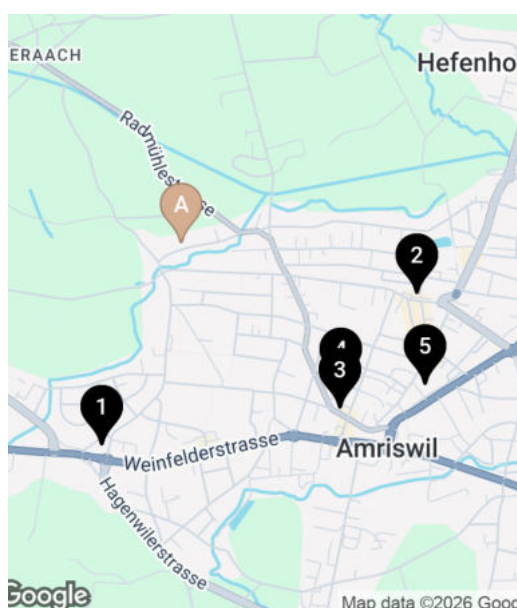 ERAACH
Hefenho
Radmühlestrasse
A
2
4
3
5
1
Weinfelderstrasse
Amriswil
Hagenwilerstrasse
Google
Map data ©2026 Goog